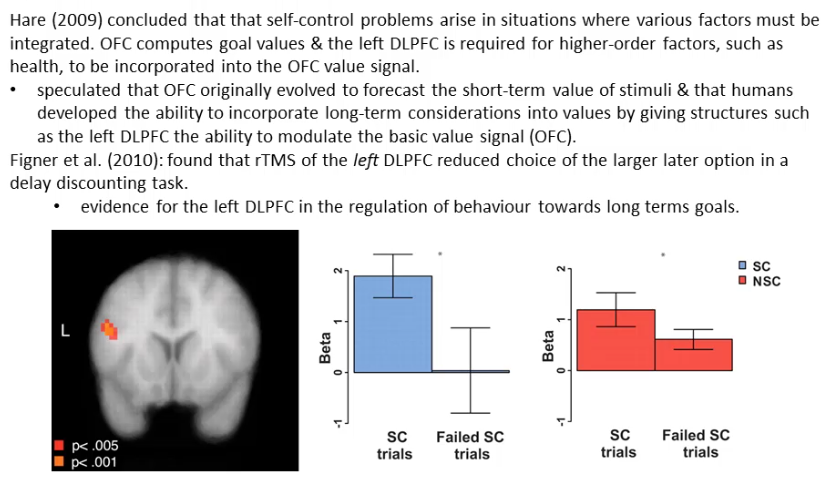 Hare (2009) concluded that that self-control problems arise in situations where various factors must be
integrated. OFC computes goal values & the left DLPFC is required for higher-order factors, such as
health, to be incorporated into the OFC value signal.
• speculated that OFC originally evolved to forecast the short-term value of stimuli & that humans
developed the ability to incorporate long-term considerations into values by giving structures such
as the left DLPFC the ability to modulate the basic value signal (OFC).
Figner et al. (2010): found that rTMS of the left DLPFC reduced choice of the larger later option in a
delay discounting task.
• evidence for the left DLPFC in the regulation of behaviour towards long terms goals.
L
p< .005
p< .001
Beta
2
1
0
-1
*
SC
trials
Failed SC
trials
Beta
2
1
0
-1
*
SC
trials
Failed SC
trials
SC
NSC